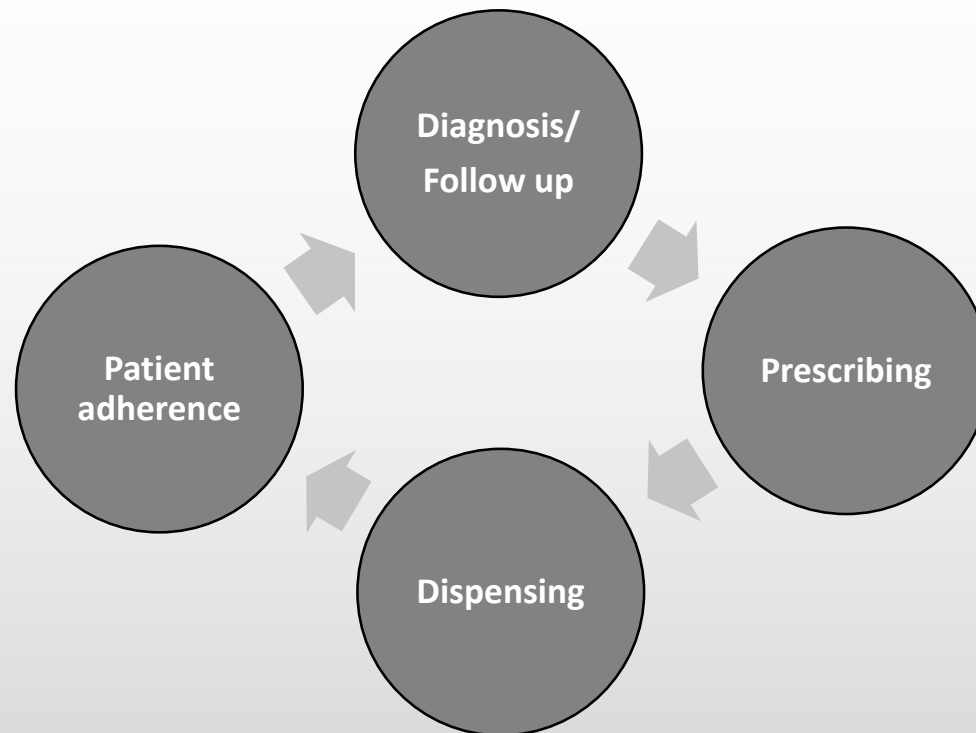 Diagnosis/
Follow up
Prescribing
Patient
adherence
Dispensing